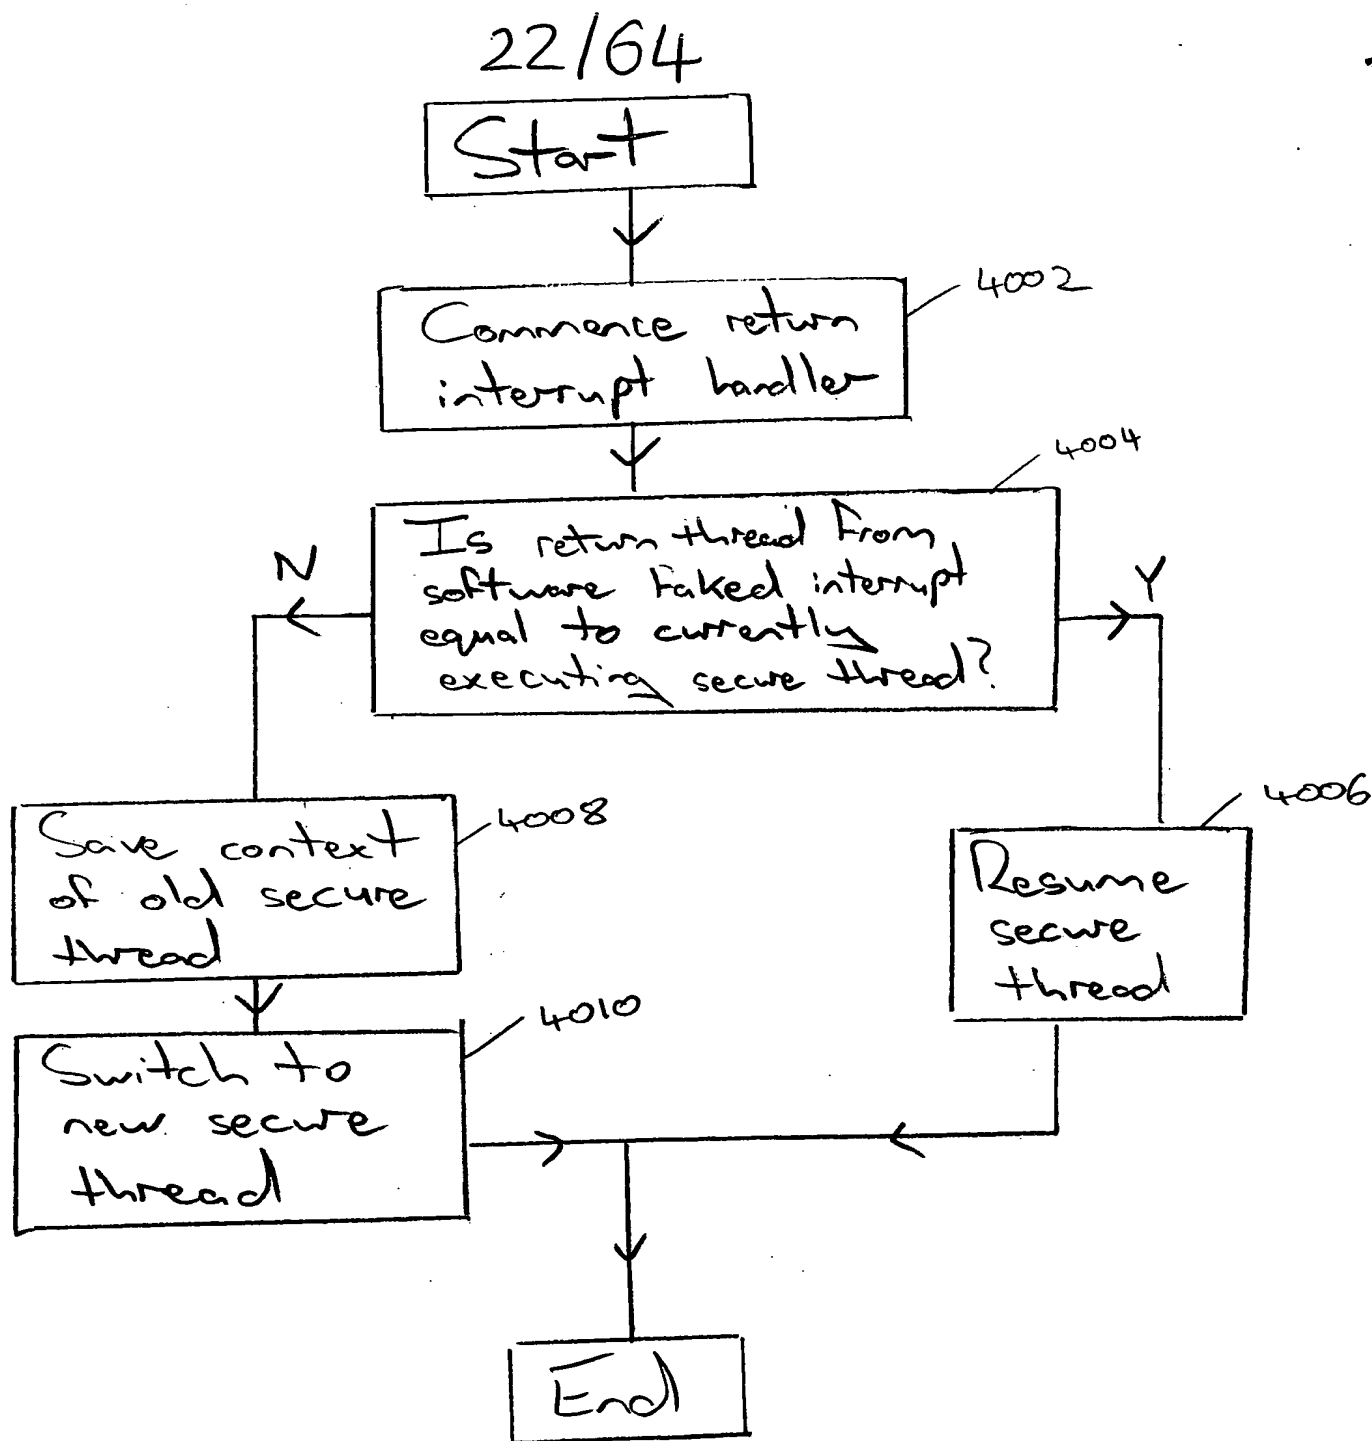 22/64
Start
4002
Commence return
interrupt handler
4004
Is return thread from
software faked interrupt
equal to currently
executing secure thread?
N
Y
4008
Save context
of old secure
thread
4006
Resume
secure
thread
4010
Switch to
new secure
thread
End